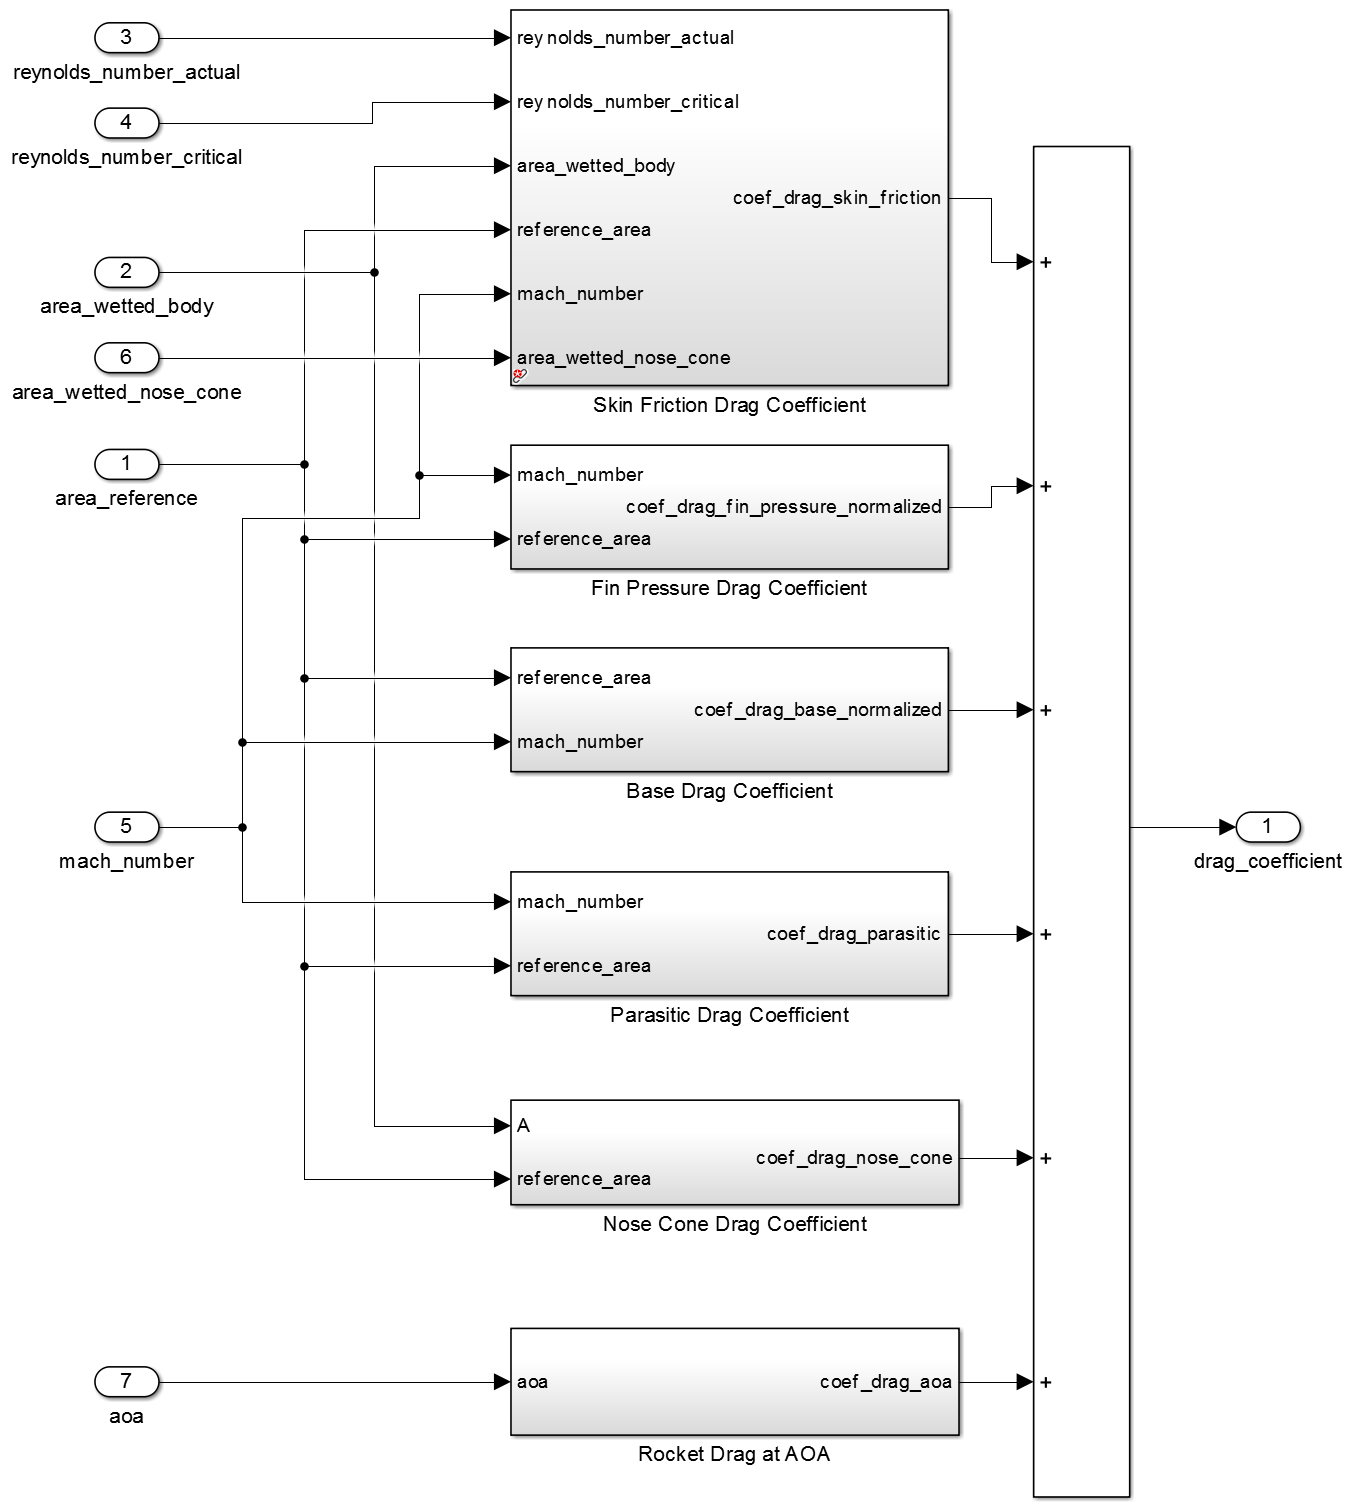 3
reynolds_number_actual
4
reynolds_number_critical
2
area_wetted_body
6
area_wetted_nose_cone
1
area_reference
5
mach_number
7
aoa
reynolds_number_actual
reynolds_number_critical
area_wetted_body
coef_drag_skin_friction
reference_area
mach_number
area_wetted_nose_cone
Skin Friction Drag Coefficient
mach_number
coef_drag_fin_pressure_normalized
reference_area
Fin Pressure Drag Coefficient
reference_area
coef_drag_base_normalized
mach_number
Base Drag Coefficient
mach_number
coef_drag_parasitic
reference_area
Parasitic Drag Coefficient
A
coef_drag_nose_cone
reference_area
Nose Cone Drag Coefficient
aoa coef_drag_aoa
Rocket Drag at AOA
+
+
+
+
+
+
1
drag_coefficient